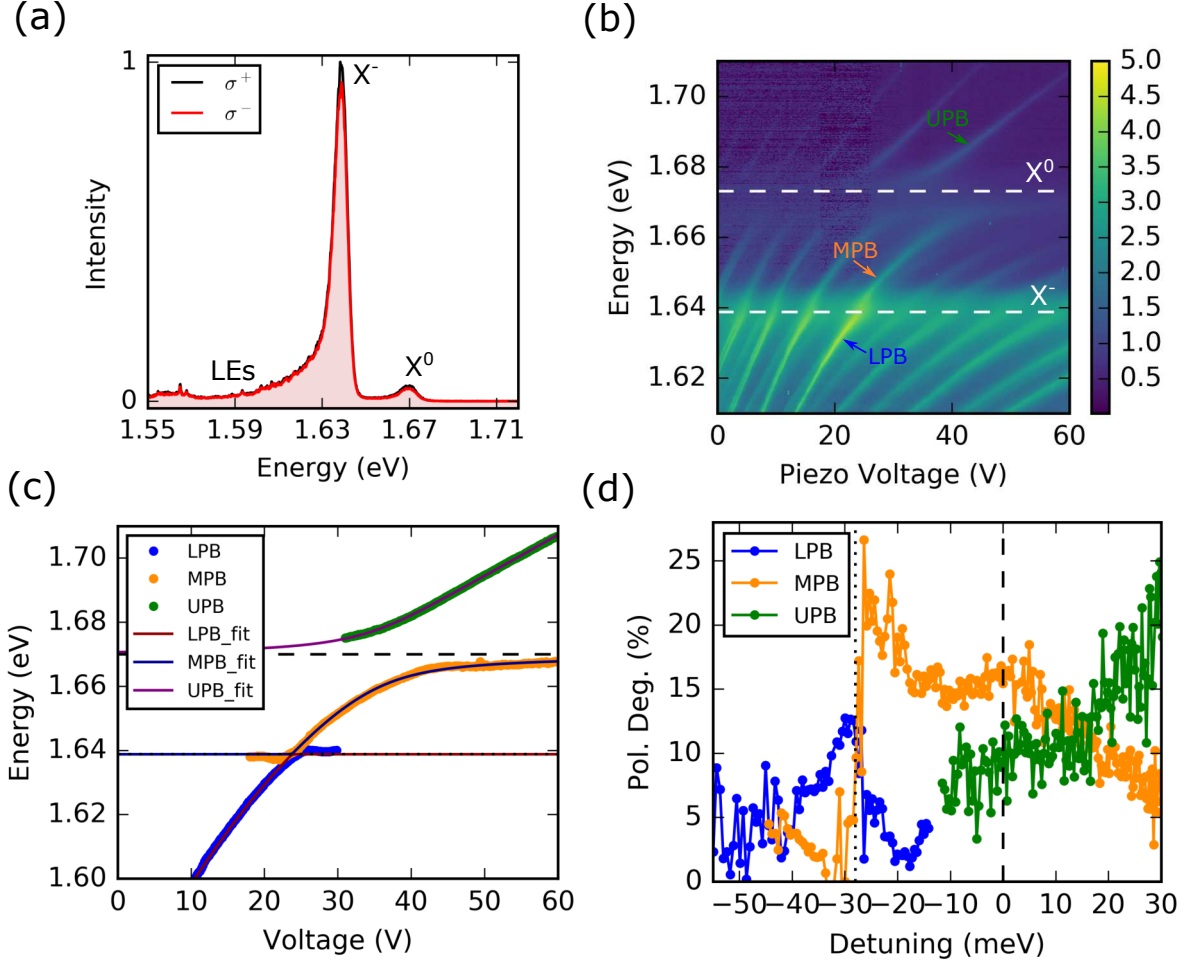 (a)
1
0
Intensity
σ+
σ−
X-
LEs
X0
1.55 1.59 1.63 1.67 1.71
Energy (eV)
(b)
1.70
1.68
1.66
1.64
1.62
Energy (eV)
UPB
X0
MPB
X-
LPB
0 20 40 60
Piezo Voltage (V)
5.0
4.5
4.0
3.5
3.0
2.5
2.0
1.5
1.0
0.5
(c)
1.70
1.68
1.66
1.64
1.62
1.60
Energy (eV)
LPB
MPB
UPB
LPB_fit
MPB_fit
UPB_fit
0 10 20 30 40 50 60
Voltage (V)
(d)
25
20
15
10
5
0
Pol. Deg. (%)
LPB
MPB
UPB
−50 −40 −30 −20 −10 0 10 20 30
Detuning (meV)